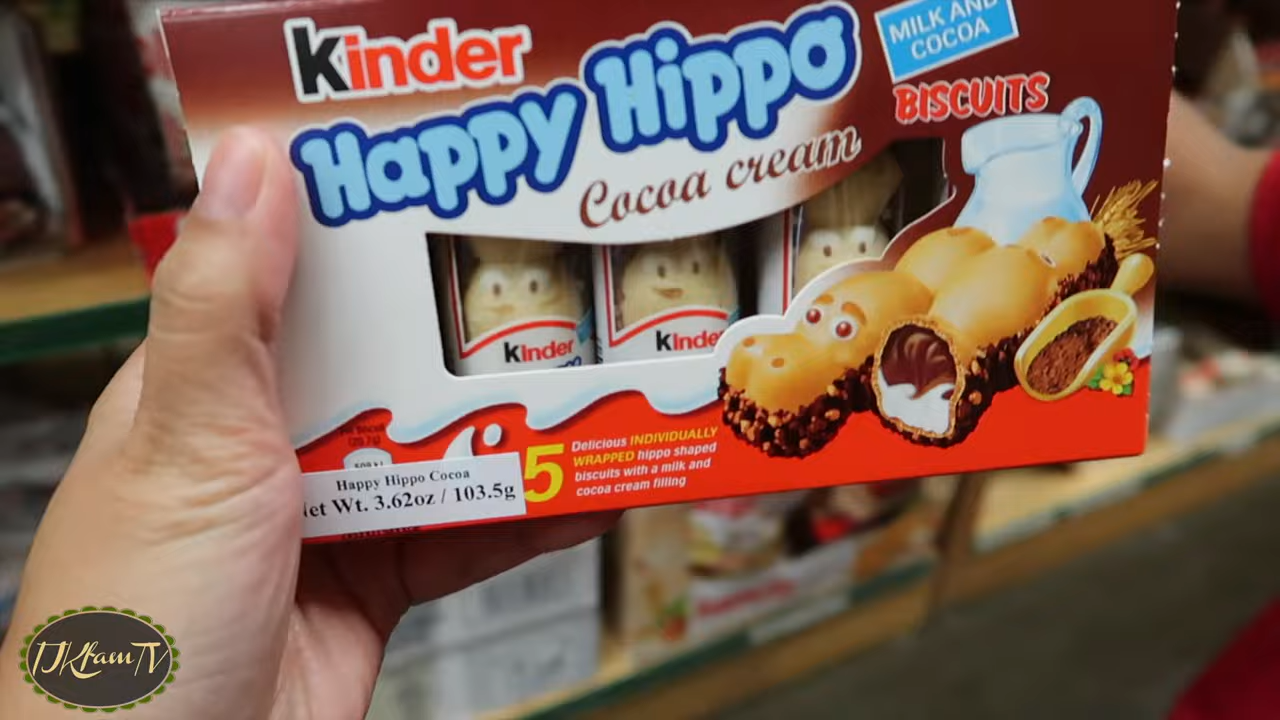 kinder
Happy Hippo
Cocoa cream
MILK AND
COCOA
BISCUITS
kinder
kinder
5
Delicious INDIVIDUALLY
WRAPPED hippo shaped
biscuits with a milk and
cocoa cream filling
Happy Hippo Cocoa
Net Wt. 3.62oz / 103.5g